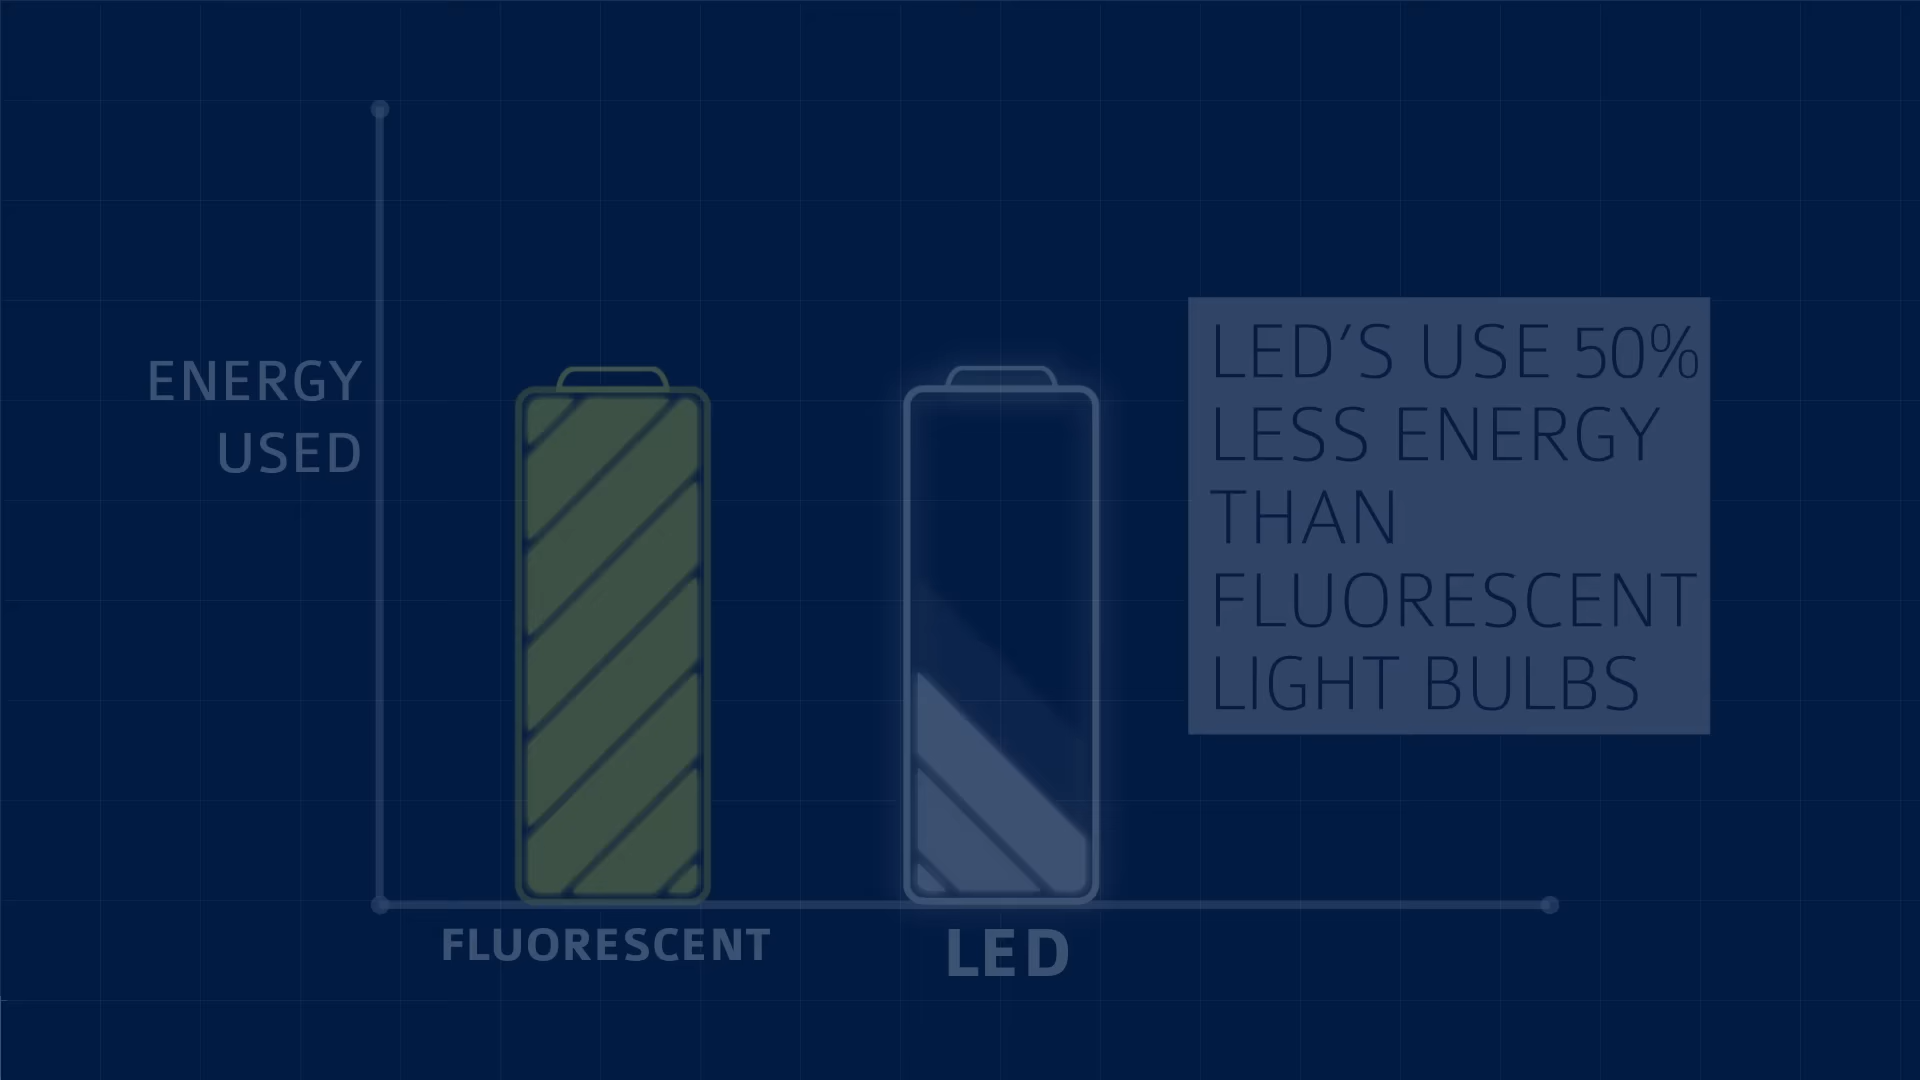 ENERGY
USED
LED‘S USE 50%
LESS ENERGY
THAN
FLUORESCENT
LIGHT BULBS
FLUORESCENT
LED